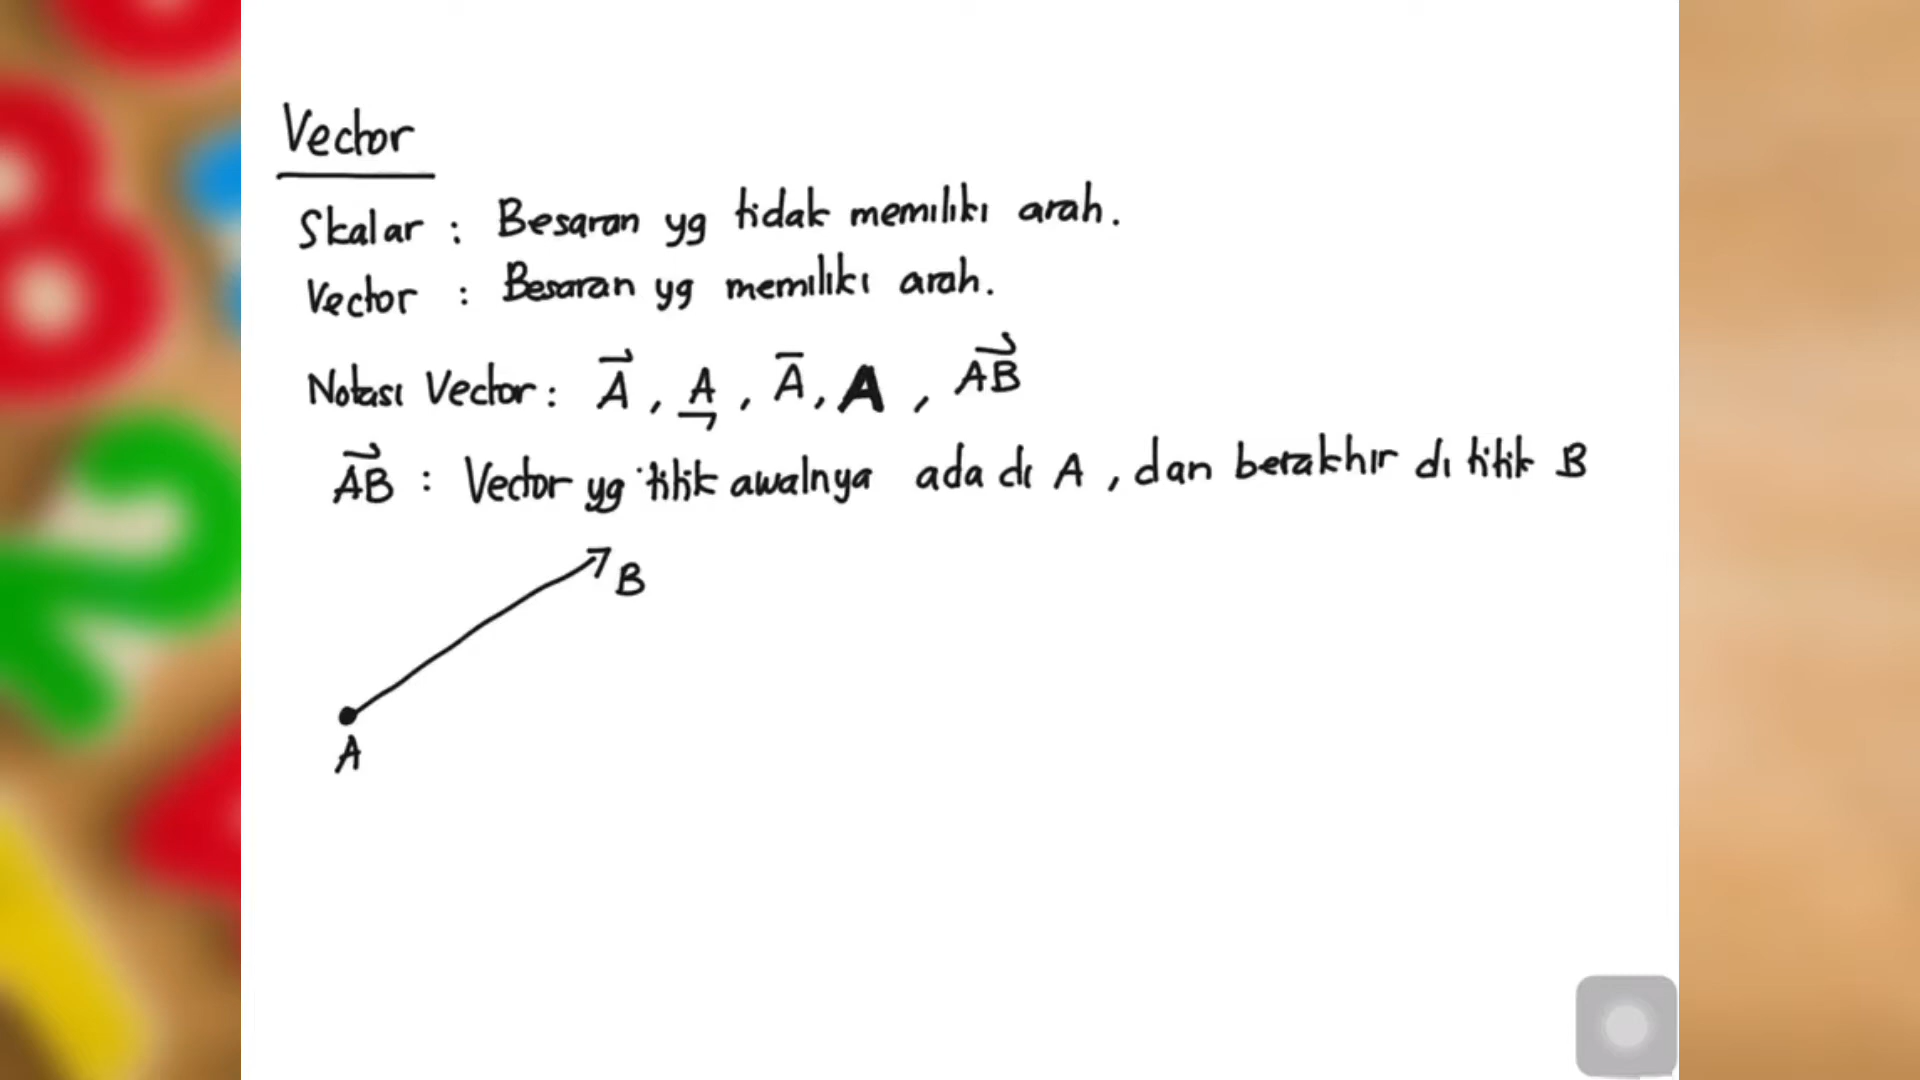 Vector
Skalar : Besaran yg tidak memiliki arah.
Vector : Besaran yg memiliki arah.
Notasi Vector : A⃗ , A , A̅ , A , AB⃗
AB⃗ : Vector yg titik awalnya ada di A , dan berakhir di titik B
B
A